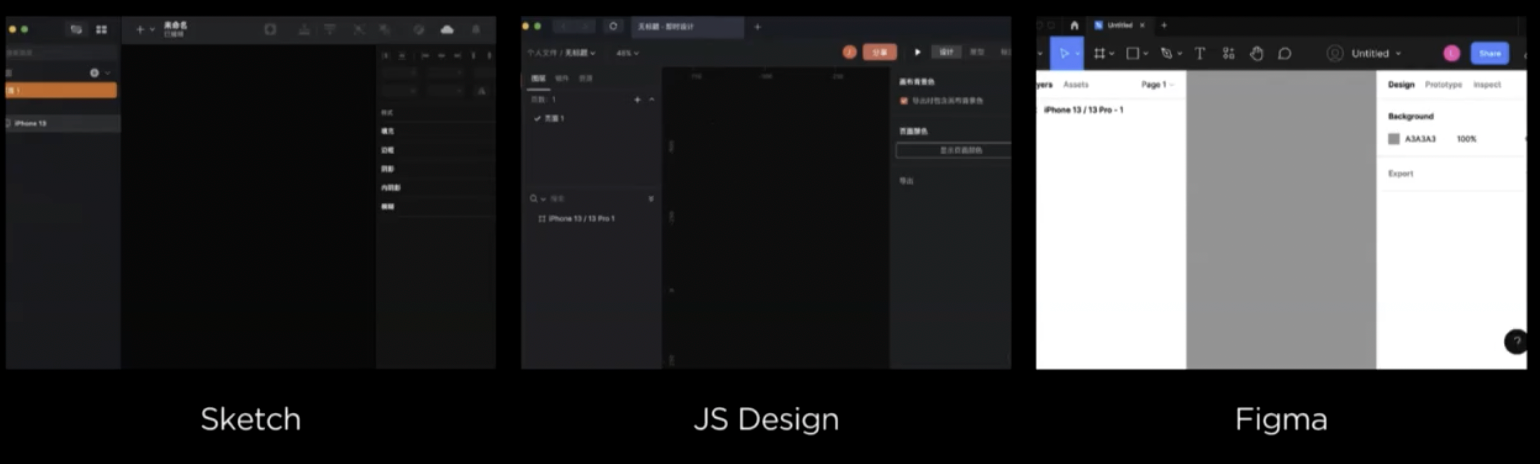 未命名
已编辑
iPhone 13
样式
填充
边框
阴影
内阴影
模糊
Sketch
无标题 - 即时设计
个人文件 / 无标题
45%
分享
设计
原型
图层
组件
资源
页数: 1
页面 1
iPhone 13 / 13 Pro 1
画布背景色
导出时包含画布背景色
页面颜色
显示页面颜色
导出
JS Design
Untitled
Untitled
Share
Assets
Page 1
iPhone 13 / 13 Pro - 1
Design
Prototype
Inspect
Background
A3A3A3
100%
Export
?
Figma